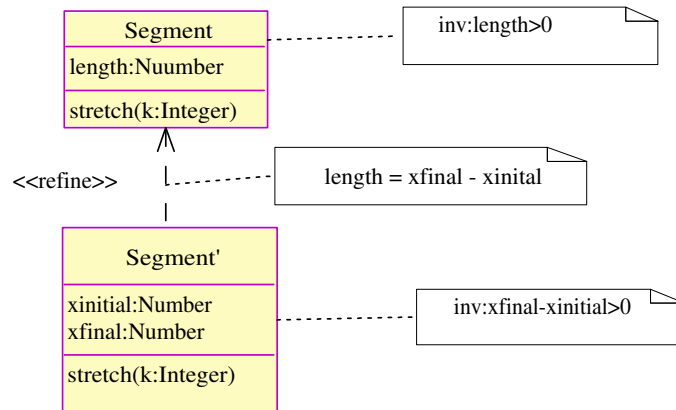 Segment
inv:length>0
length:Nuumber
stretch(k:Integer)
<<refine>>
length = xfinal - xinital
Segment'
xinitial:Number
xfinal:Number
inv:xfinal-xinitial>0
stretch(k:Integer)